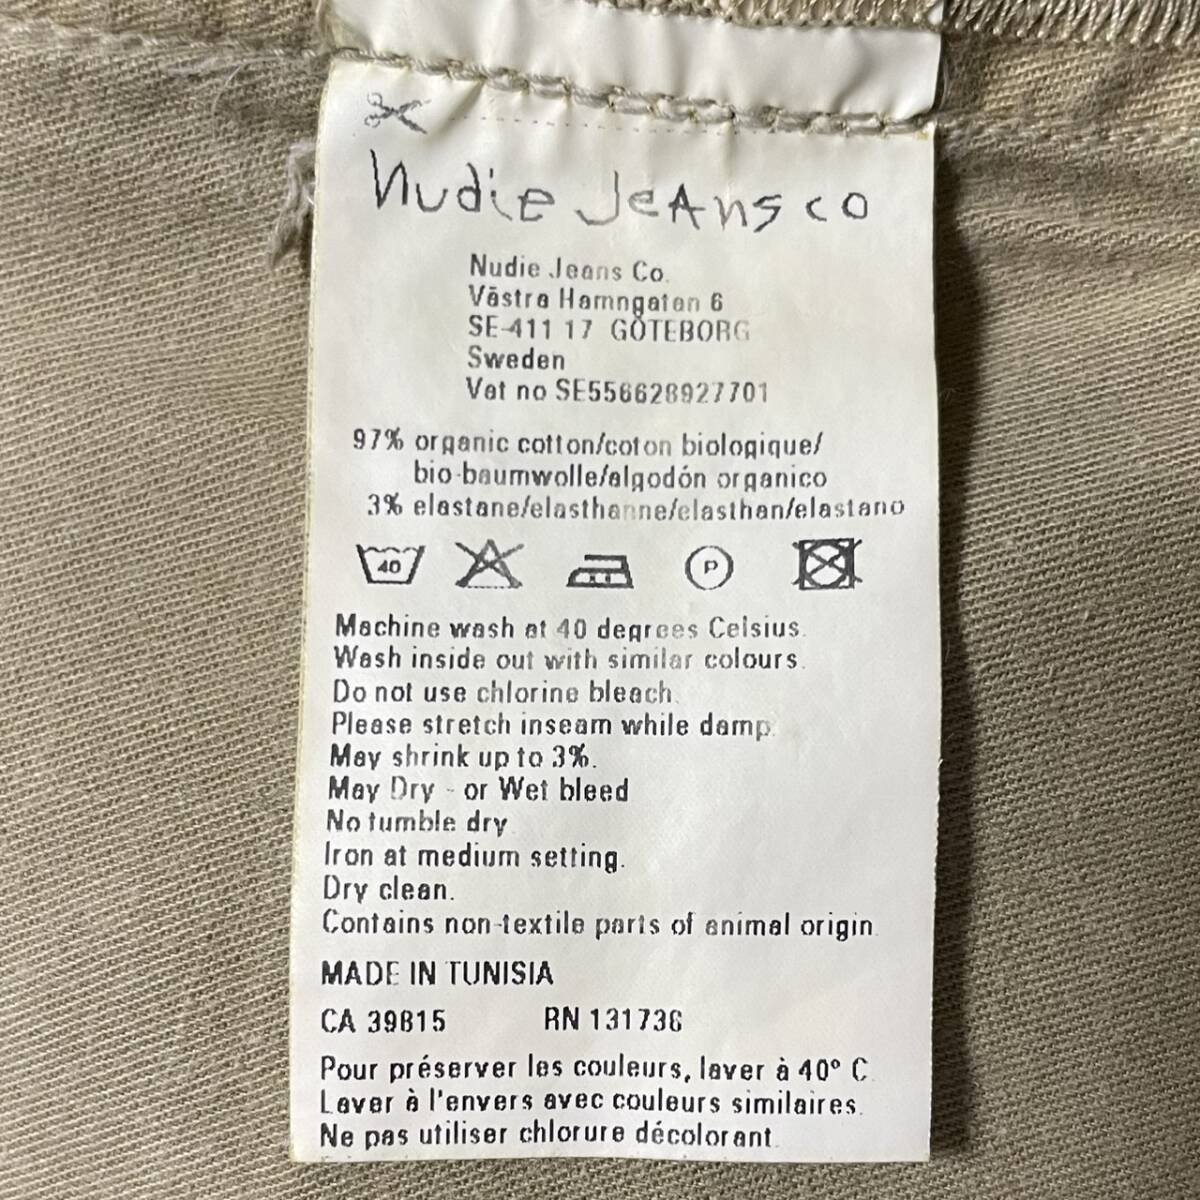 Nudie Jeans co
Nudie Jeans Co.
Västra Hamngatan 6
SE-411 17 GÖTEBORG
Sweden
Vat no SE556628927701
97% organic cotton/coton biologique/
bio-baumwolle/algodón organico
3% elastane/elasthanne/elasthan/elastano
40 P
Machine wash at 40 degrees Celsius.
Wash inside out with similar colours.
Do not use chlorine bleach.
Please stretch inseam while damp.
May shrink up to 3%.
May Dry - or Wet bleed
No tumble dry
Iron at medium setting.
Dry clean.
Contains non-textile parts of animal origin.
MADE IN TUNISIA
CA 39815 RN 131736
Pour préserver les couleurs, laver à 40° C.
Laver à l'envers avec couleurs similaires.
Ne pas utiliser chlorure décolorant.